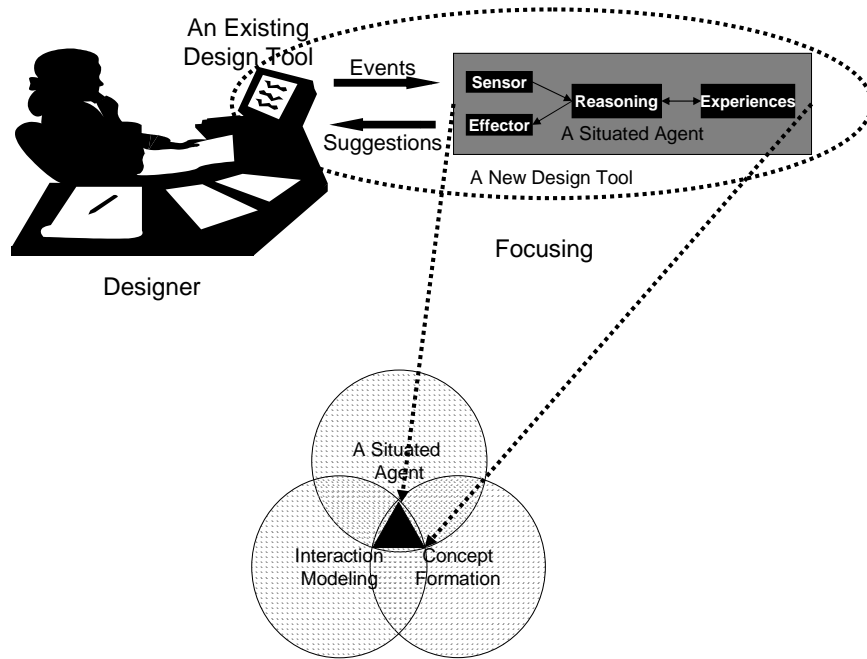 An Existing
Design Tool
Events
Suggestions
Sensor
Effector
Reasoning
Experiences
A Situated Agent
A New Design Tool
Designer
Focusing
A Situated
Agent
Interaction
Modeling
Concept
Formation